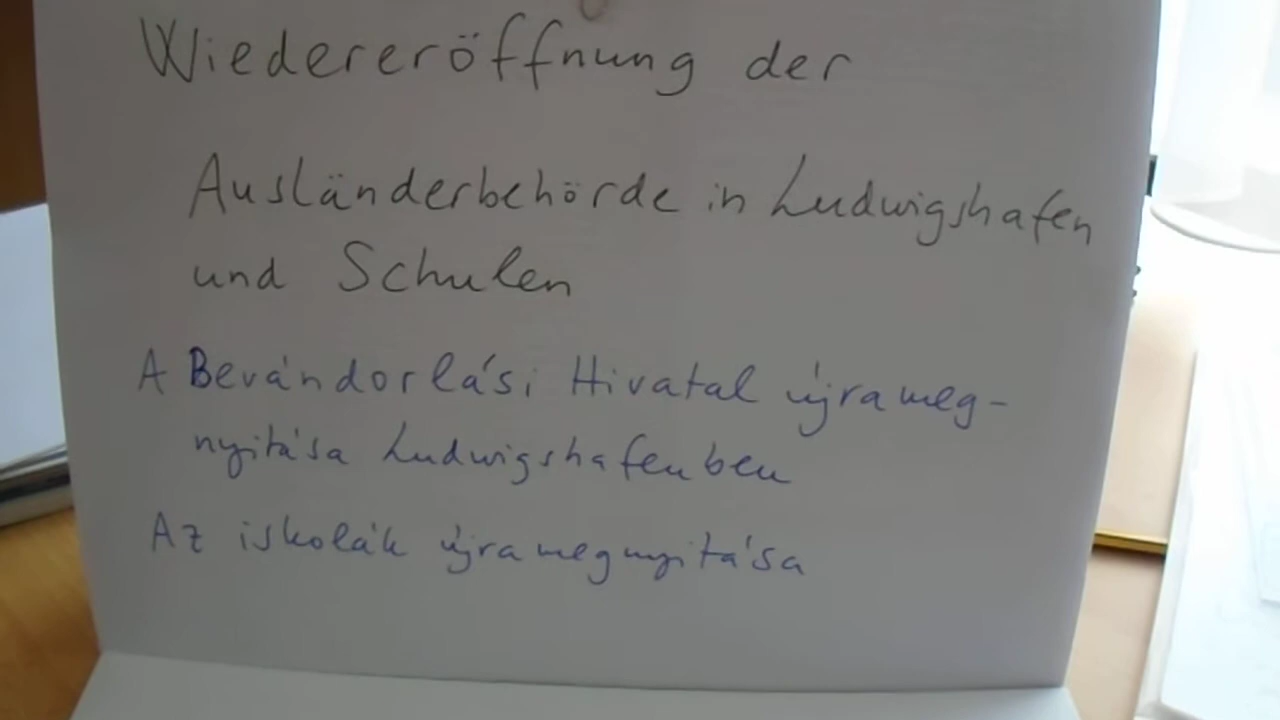 Wiedereröffnung der
Ausländerbehörde in Ludwigshafen
und Schulen
A Bevándorlási Hivatal újrameg-
nyitása Ludwigshafenben
Az iskolák újramegnyitása